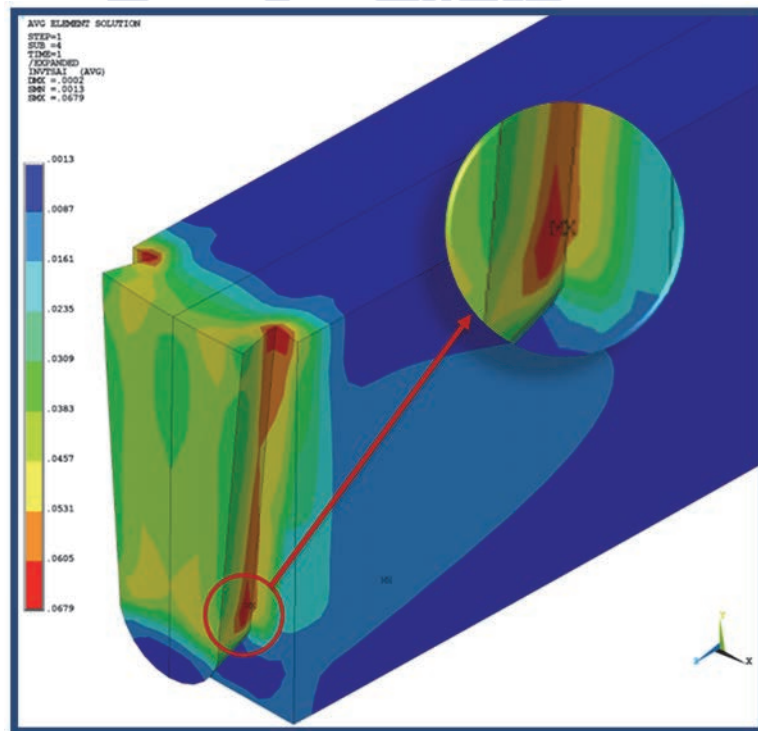 AVG ELEMENT SOLUTION
STEP=1
SUB =4
TIME=1
/EXPANDED
INVTSAI (AVG)
DMX =.0002
SMN =.0013
SMX =.0679
.0013
.0087
.0161
.0235
.0309
.0383
.0457
.0531
.0605
.0679
MX
MN
Y
Z
X